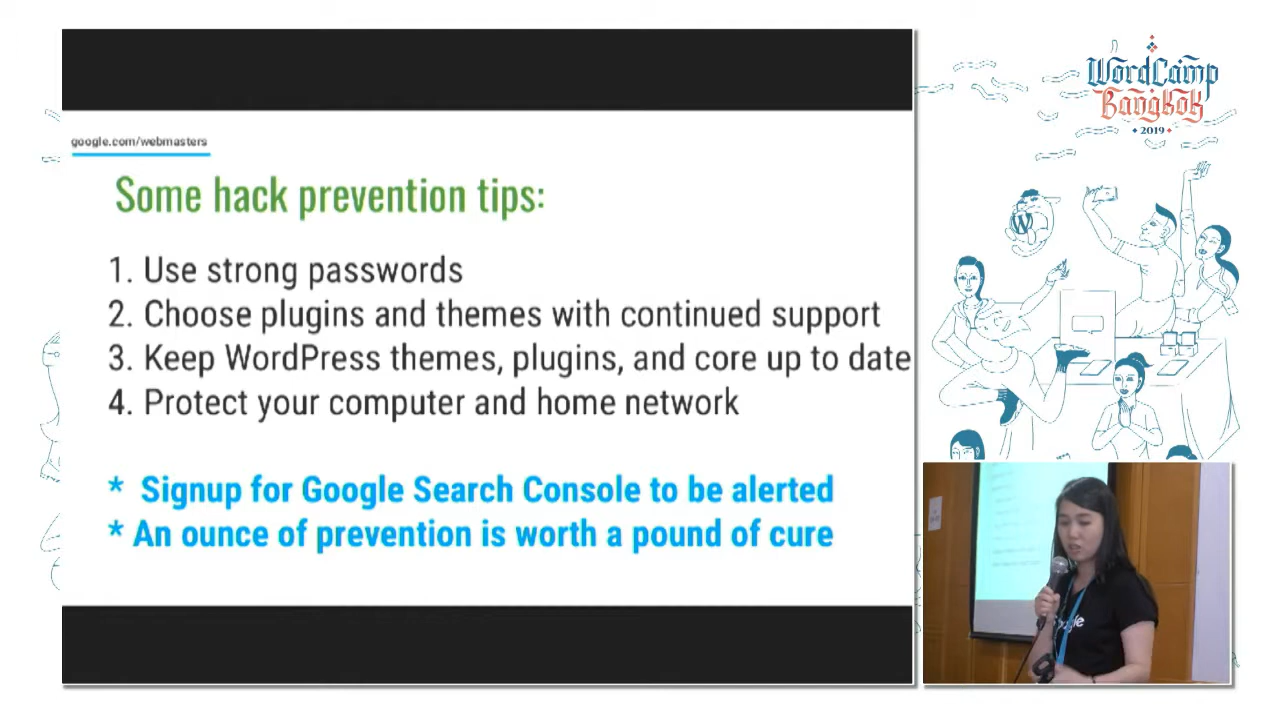 google.com/webmasters
Some hack prevention tips:
1. Use strong passwords
2. Choose plugins and themes with continued support
3. Keep WordPress themes, plugins, and core up to date
4. Protect your computer and home network
* Signup for Google Search Console to be alerted
* An ounce of prevention is worth a pound of cure
WordCamp
Bangkok
2019